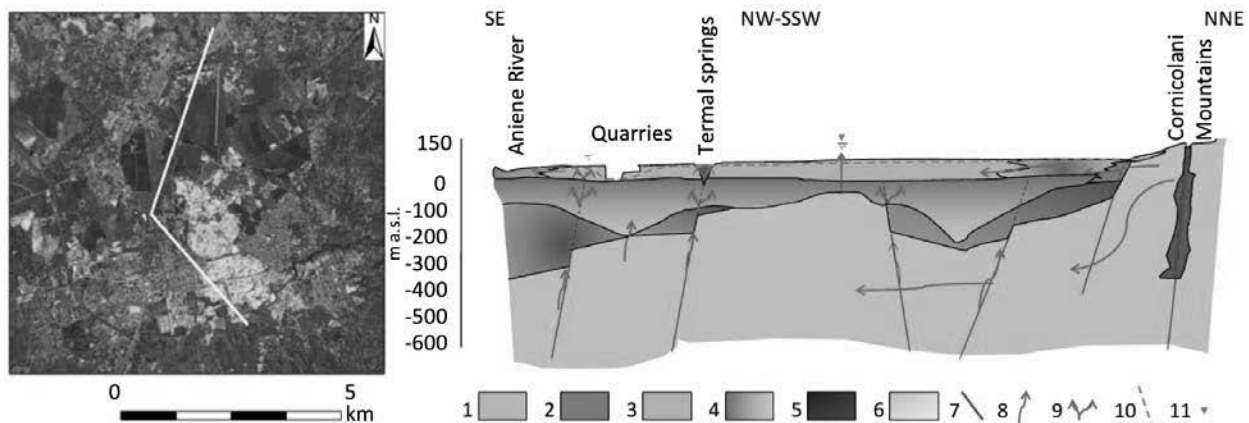 N
0 5
km
SE NW-SSW NNE
Aniene River
Quarries
Termal springs
Cornicolani
Mountains
150
0
-100
-200
-300
-400
-500
-600
m a.s.l.
1 2 3 4 5 6 7 8 9 10 11